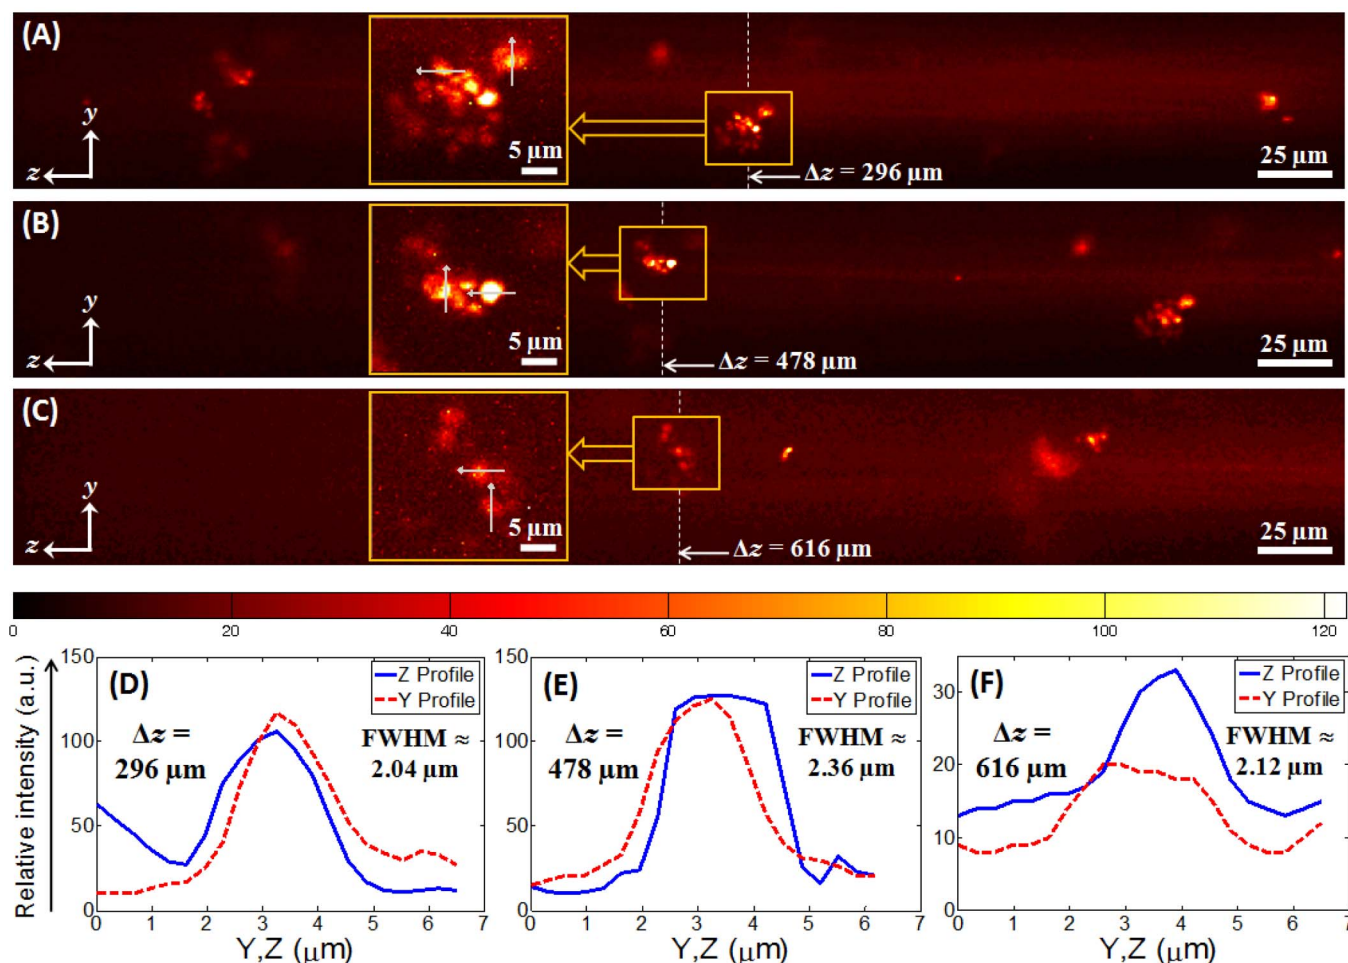 (A)
y
z
5 μm
Δz = 296 μm
25 μm
(B)
y
z
5 μm
Δz = 478 μm
25 μm
(C)
y
z
5 μm
Δz = 616 μm
25 μm
0 20 40 60 80 100 120
Relative intensity (a.u.)
150
100
50
0
(D)
Z Profile
Y Profile
Δz =
296 μm
FWHM ≈
2.04 μm
0 1 2 3 4 5 6 7
Y,Z (μm)
150
100
50
0
(E)
Z Profile
Y Profile
Δz =
478 μm
FWHM ≈
2.36 μm
0 1 2 3 4 5 6 7
Y,Z (μm)
30
20
10
0
(F)
Z Profile
Y Profile
Δz =
616 μm
FWHM ≈
2.12 μm
0 1 2 3 4 5 6 7
Y,Z (μm)